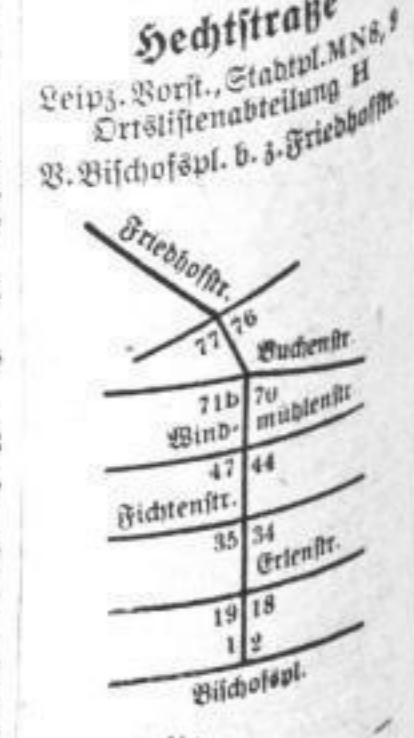 Hechtstraße
Leipz. Vorst., Stadtpl. MN8, 9
Ortslistenabteilung H
V. Bischofspl. b. z. Friedhofstr.
Friedhofstr.
77 76
Buchenstr.
71b 70
Wind- mühlenstr.
47 44
Fichtenstr.
35 34
Erlenstr.
19 18
1 2
Bischofspl.